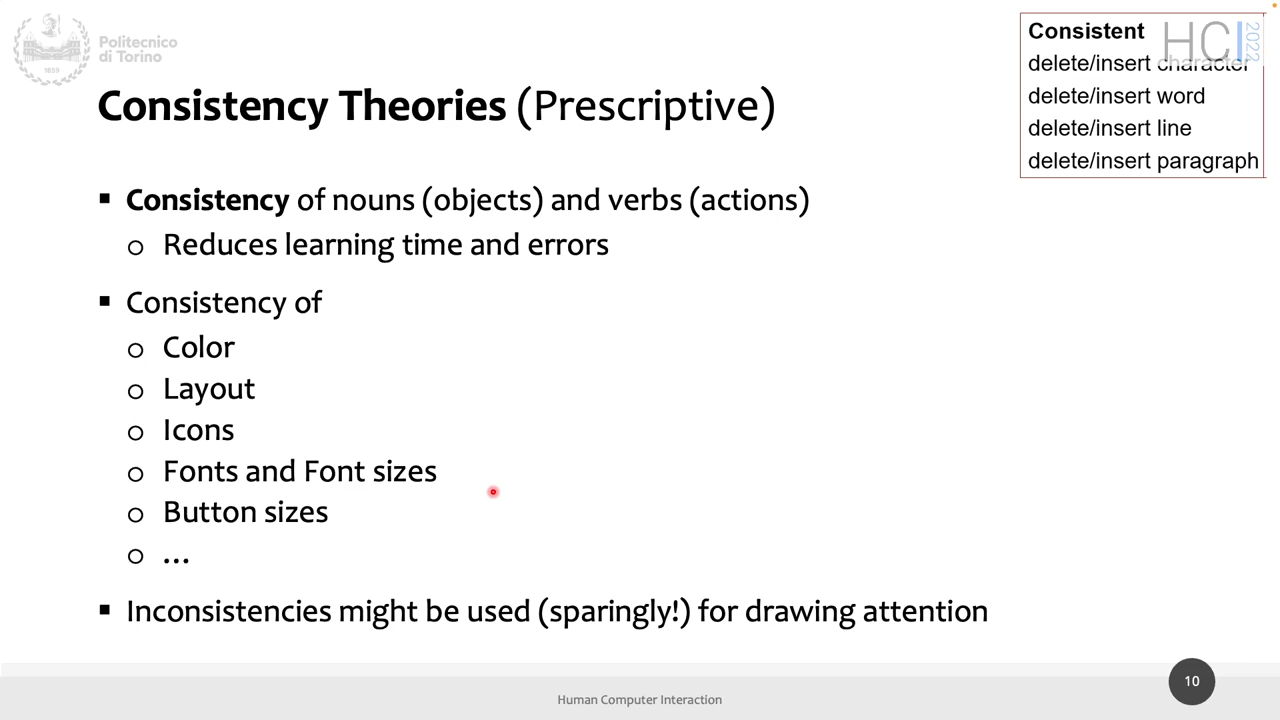 Politecnico
di Torino
1859
HCI 2022
Consistent
delete/insert character
delete/insert word
delete/insert line
delete/insert paragraph
Consistency Theories (Prescriptive)
▪ Consistency of nouns (objects) and verbs (actions)
o Reduces learning time and errors
▪ Consistency of
o Color
o Layout
o Icons
o Fonts and Font sizes
o Button sizes
o ...
▪ Inconsistencies might be used (sparingly!) for drawing attention
Human Computer Interaction
10